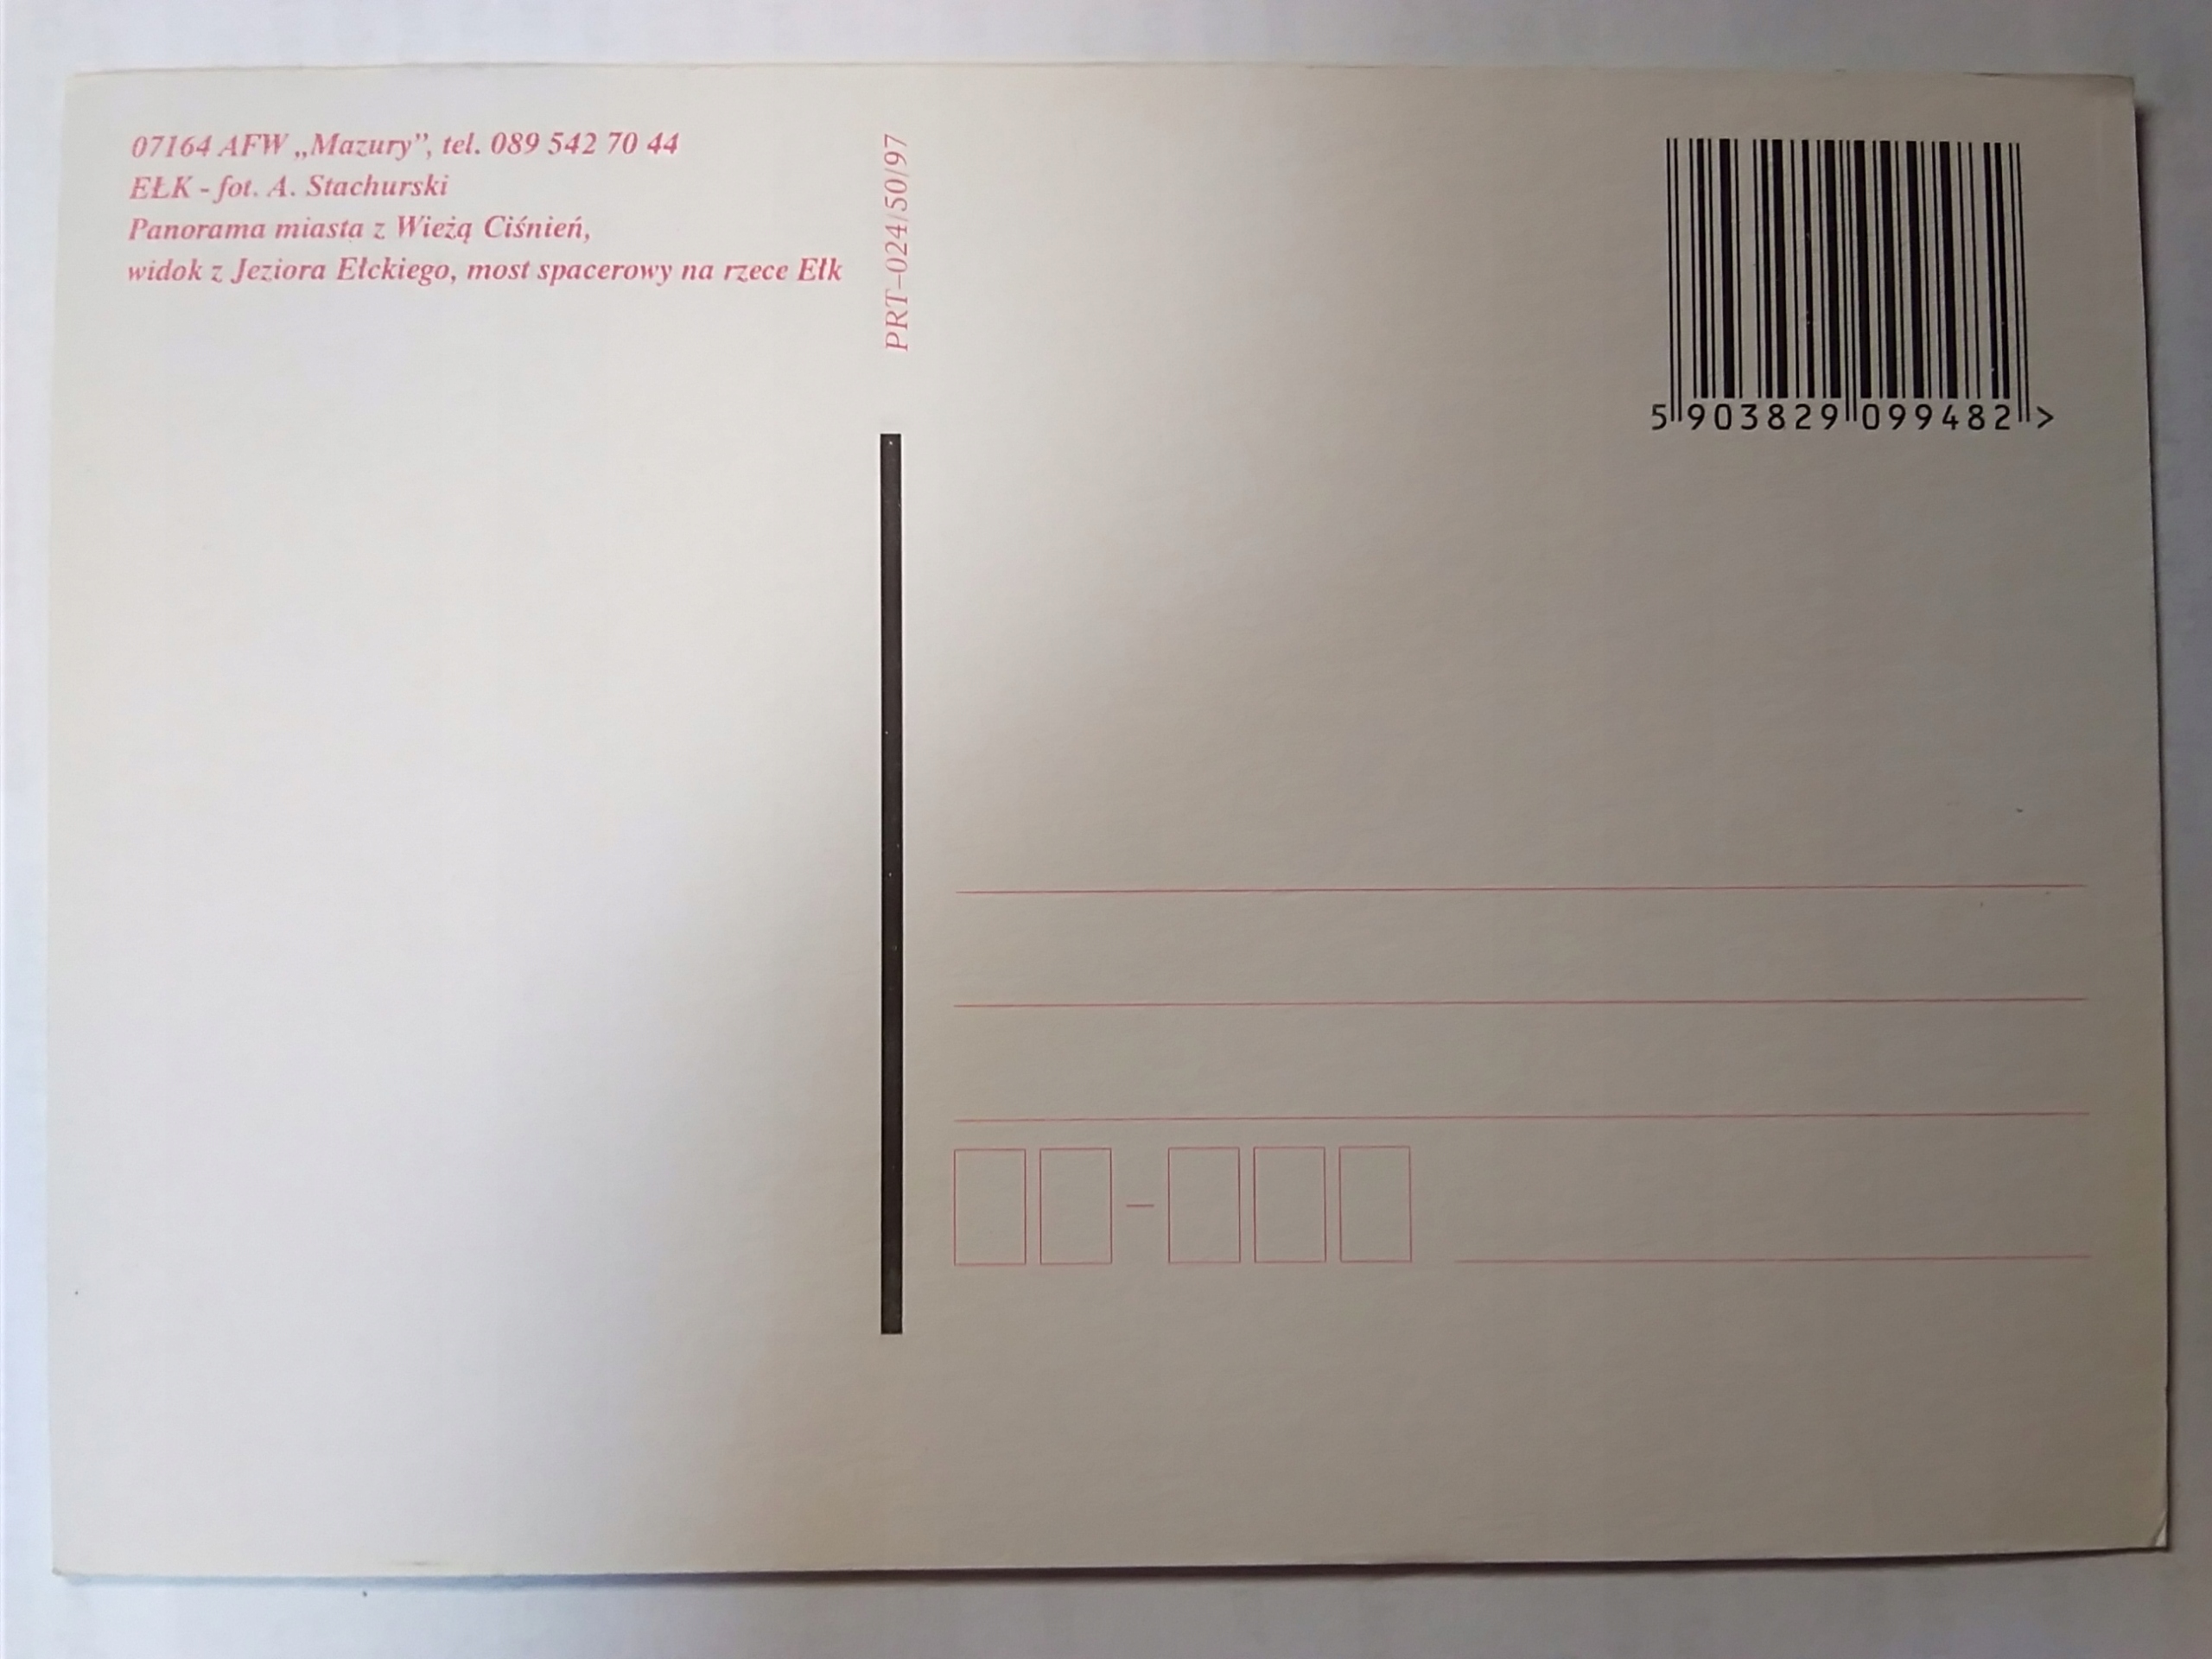 07164 AFW „Mazury”, tel. 089 542 70 44
EŁK - fot. A. Stachurski
Panorama miasta z Wieżą Ciśnień,
widok z Jeziora Ełckiego, most spacerowy na rzece Ełk
PRT–024/50/97
5 903829 099482 >